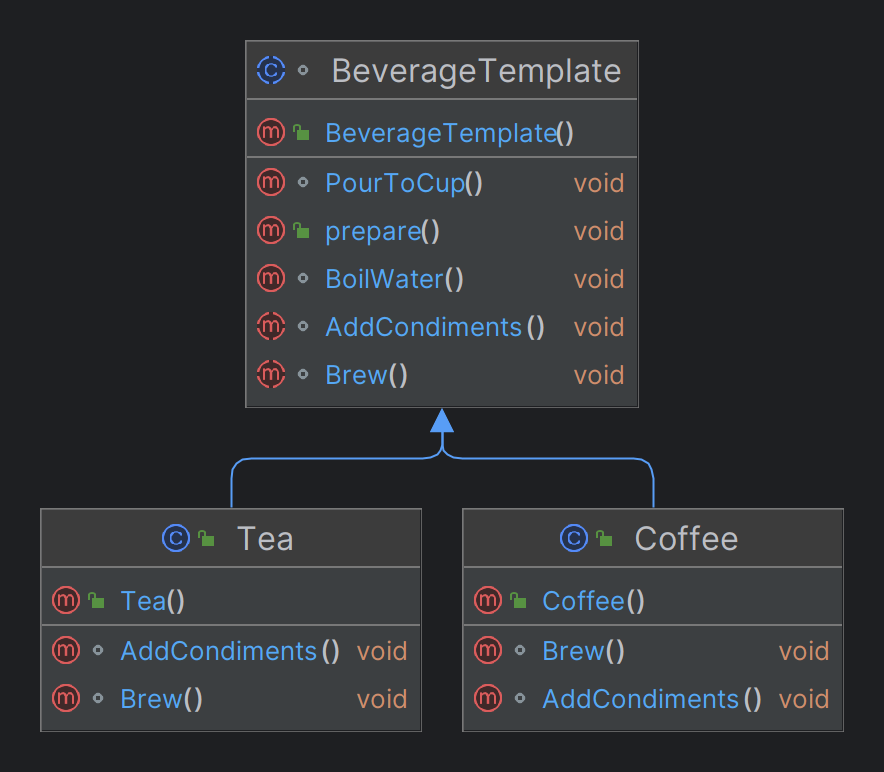 BeverageTemplate
BeverageTemplate()
PourToCup() void
prepare() void
BoilWater() void
AddCondiments() void
Brew() void
Tea
Tea()
AddCondiments() void
Brew() void
Coffee
Coffee()
Brew() void
AddCondiments() void